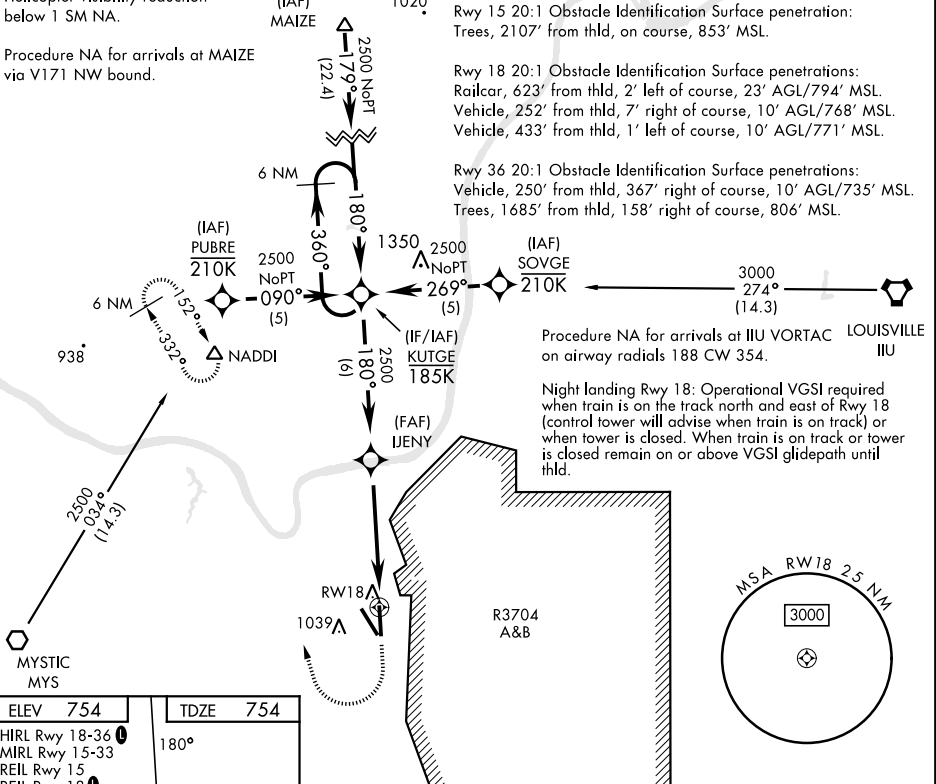 below 1 SM NA.
Procedure NA for arrivals at MAIZE
via V171 NW bound.
(IAF)
MAIZE
1020
Rwy 15 20:1 Obstacle Identification Surface penetration:
Trees, 2107' from thld, on course, 853' MSL.
Rwy 18 20:1 Obstacle Identification Surface penetrations:
Railcar, 623' from thld, 2' left of course, 23' AGL/794' MSL.
Vehicle, 252' from thld, 7' right of course, 10' AGL/768' MSL.
Vehicle, 433' from thld, 1' left of course, 10' AGL/771' MSL.
Rwy 36 20:1 Obstacle Identification Surface penetrations:
Vehicle, 250' from thld, 367' right of course, 10' AGL/735' MSL.
Trees, 1685' from thld, 158' right of course, 806' MSL.
2500 NoPT
179°
(22.4)
6 NM
180°
360°
(IAF)
PUBRE
210K
2500
NoPT
090°
(5)
1350
2500
NoPT
269°
(5)
(IAF)
SOVGE
210K
3000
274°
(14.3)
LOUISVILLE
IIU
6 NM
152°
332°
NADDI
938
(IF/IAF)
KUTGE
185K
2500
180°
(6)
Procedure NA for arrivals at IIU VORTAC
on airway radials 188 CW 354.
Night landing Rwy 18: Operational VGSI required
when train is on the track north and east of Rwy 18
(control tower will advise when train is on track) or
when tower is closed. When train is on track or tower
is closed remain on or above VGSI glidepath until
thld.
(FAF)
IJENY
2500
034°
(14.3)
RW18
1039
R3704
A&B
MSA RW18 25 NM
3000
MYSTIC
MYS
ELEV 754
TDZE 754
HIRL Rwy 18-36 L
MIRL Rwy 15-33
REIL Rwy 15
180°